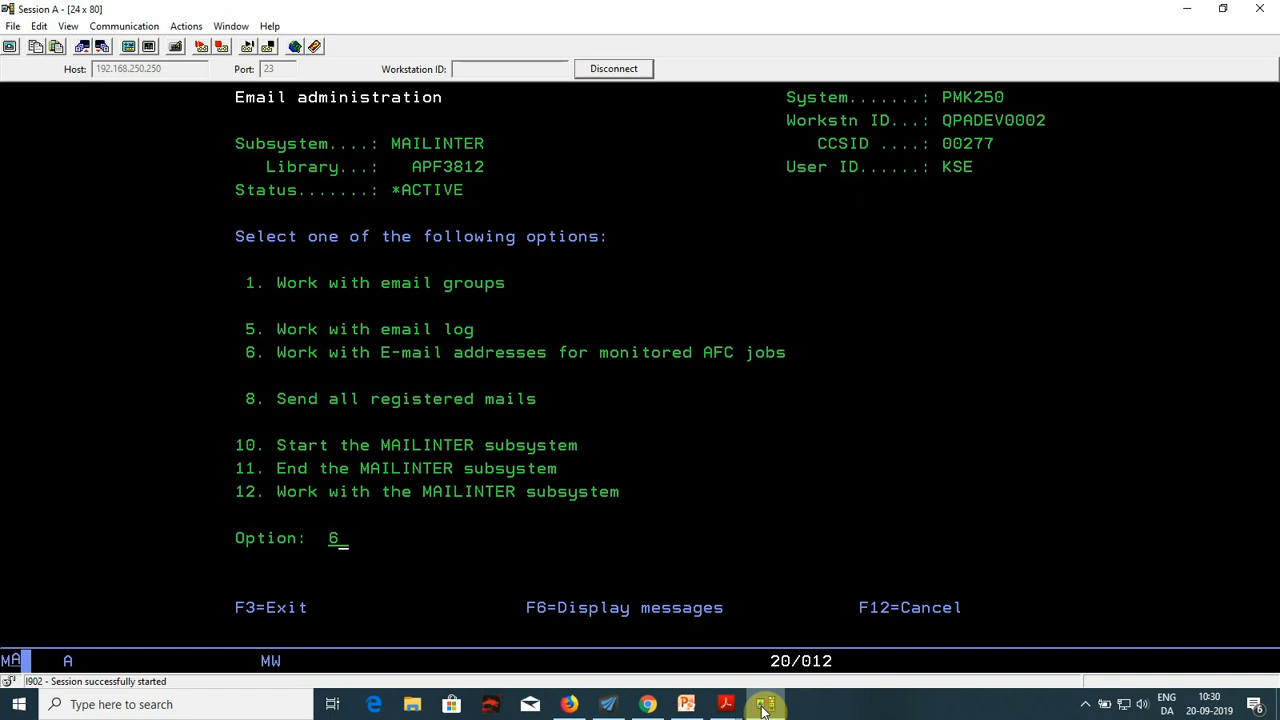 Session A - [24 x 80]
File Edit View Communication Actions Window Help
Host: 192.168.250.250 Port: 23 Workstation ID: Disconnect
Email administration System.......: PMK250
Workstn ID...: QPADEV0002
Subsystem....: MAILINTER CCSID ....: 00277
Library...: APF3812 User ID......: KSE
Status.......: *ACTIVE
Select one of the following options:
1. Work with email groups
5. Work with email log
6. Work with E-mail addresses for monitored AFC jobs
8. Send all registered mails
10. Start the MAILINTER subsystem
11. End the MAILINTER subsystem
12. Work with the MAILINTER subsystem
Option: 6
F3=Exit F6=Display messages F12=Cancel
MA A MW 20/012
I902 - Session successfully started
Type here to search ENG 10:30
DA 20-09-2019 6